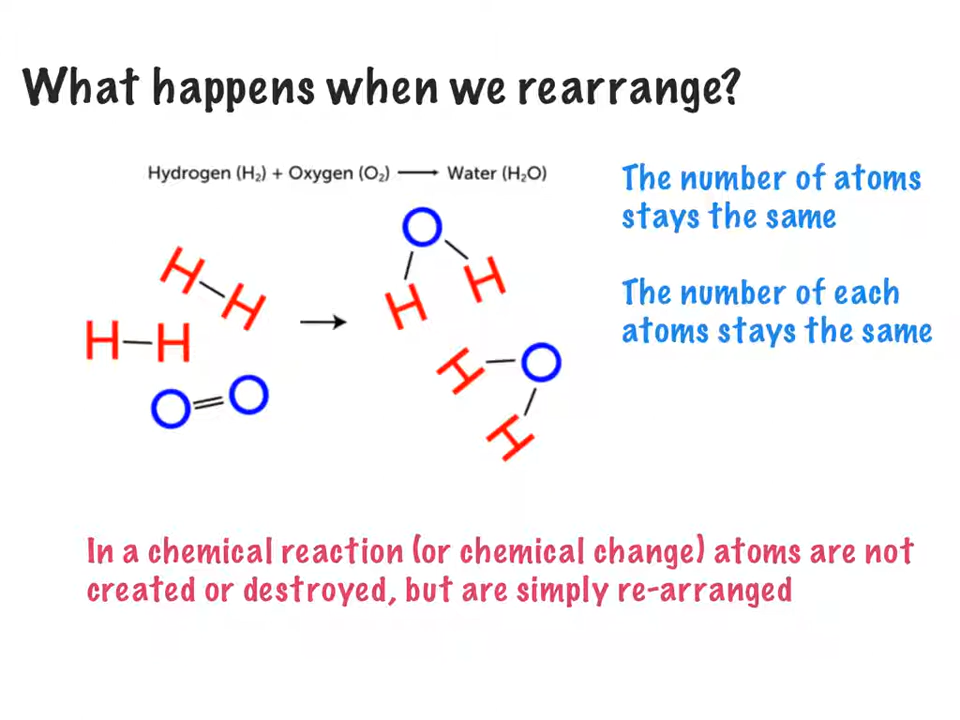 What happens when we rearrange?
Hydrogen (H₂) + Oxygen (O₂) ⟶ Water (H₂O)
The number of atoms
stays the same
The number of each
atoms stays the same
H–H
H–H
O=O
→
O
H H
H–O
H
In a chemical reaction (or chemical change) atoms are not
created or destroyed, but are simply re-arranged